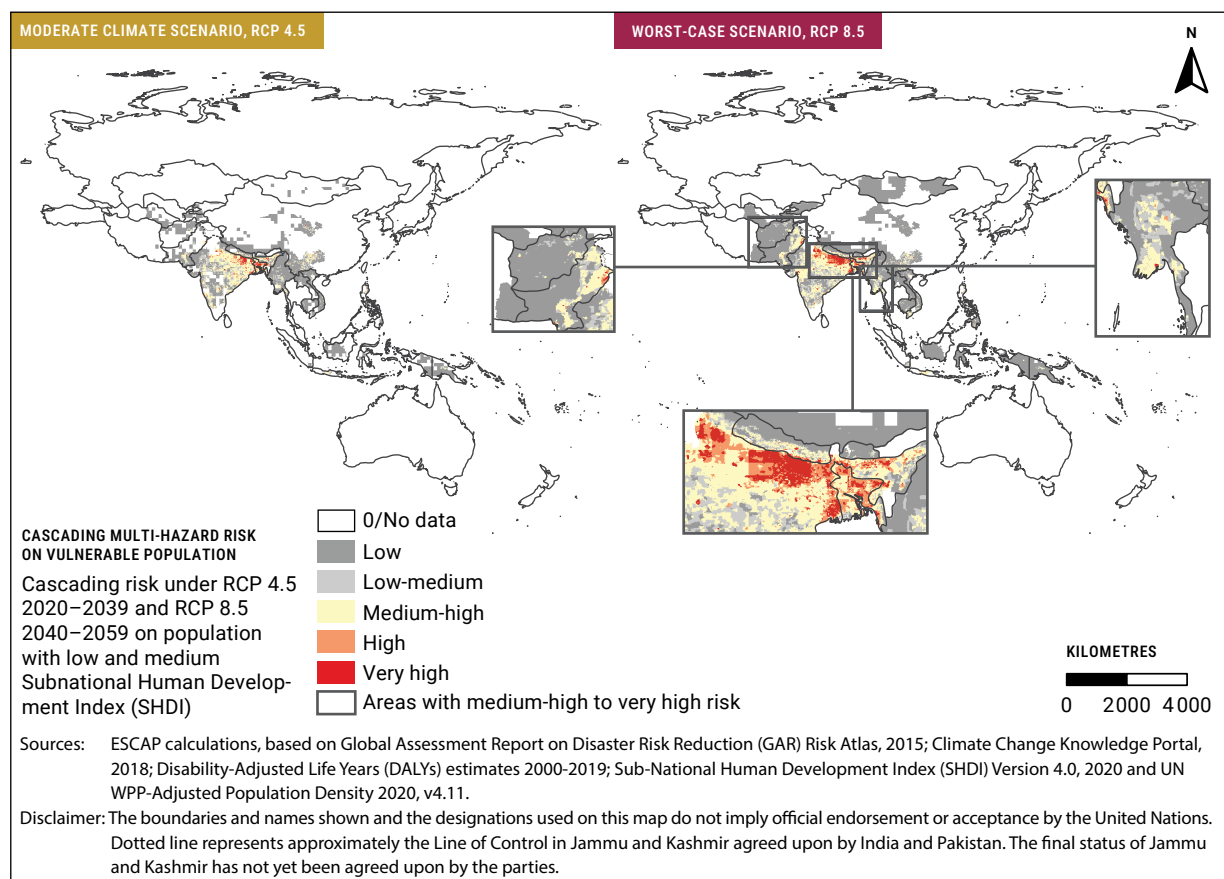 MODERATE CLIMATE SCENARIO, RCP 4.5
WORST-CASE SCENARIO, RCP 8.5
N
CASCADING MULTI-HAZARD RISK
ON VULNERABLE POPULATION
Cascading risk under RCP 4.5
2020–2039 and RCP 8.5
2040–2059 on population
with low and medium
Subnational Human Develop-
ment Index (SHDI)
0/No data
Low
Low-medium
Medium-high
High
Very high
Areas with medium-high to very high risk
KILOMETRES
0 2000 4 000
Sources: ESCAP calculations, based on Global Assessment Report on Disaster Risk Reduction (GAR) Risk Atlas, 2015; Climate Change Knowledge Portal,
2018; Disability-Adjusted Life Years (DALYs) estimates 2000-2019; Sub-National Human Development Index (SHDI) Version 4.0, 2020 and UN
WPP-Adjusted Population Density 2020, v4.11.
Disclaimer: The boundaries and names shown and the designations used on this map do not imply official endorsement or acceptance by the United Nations.
Dotted line represents approximately the Line of Control in Jammu and Kashmir agreed upon by India and Pakistan. The final status of Jammu
and Kashmir has not yet been agreed upon by the parties.